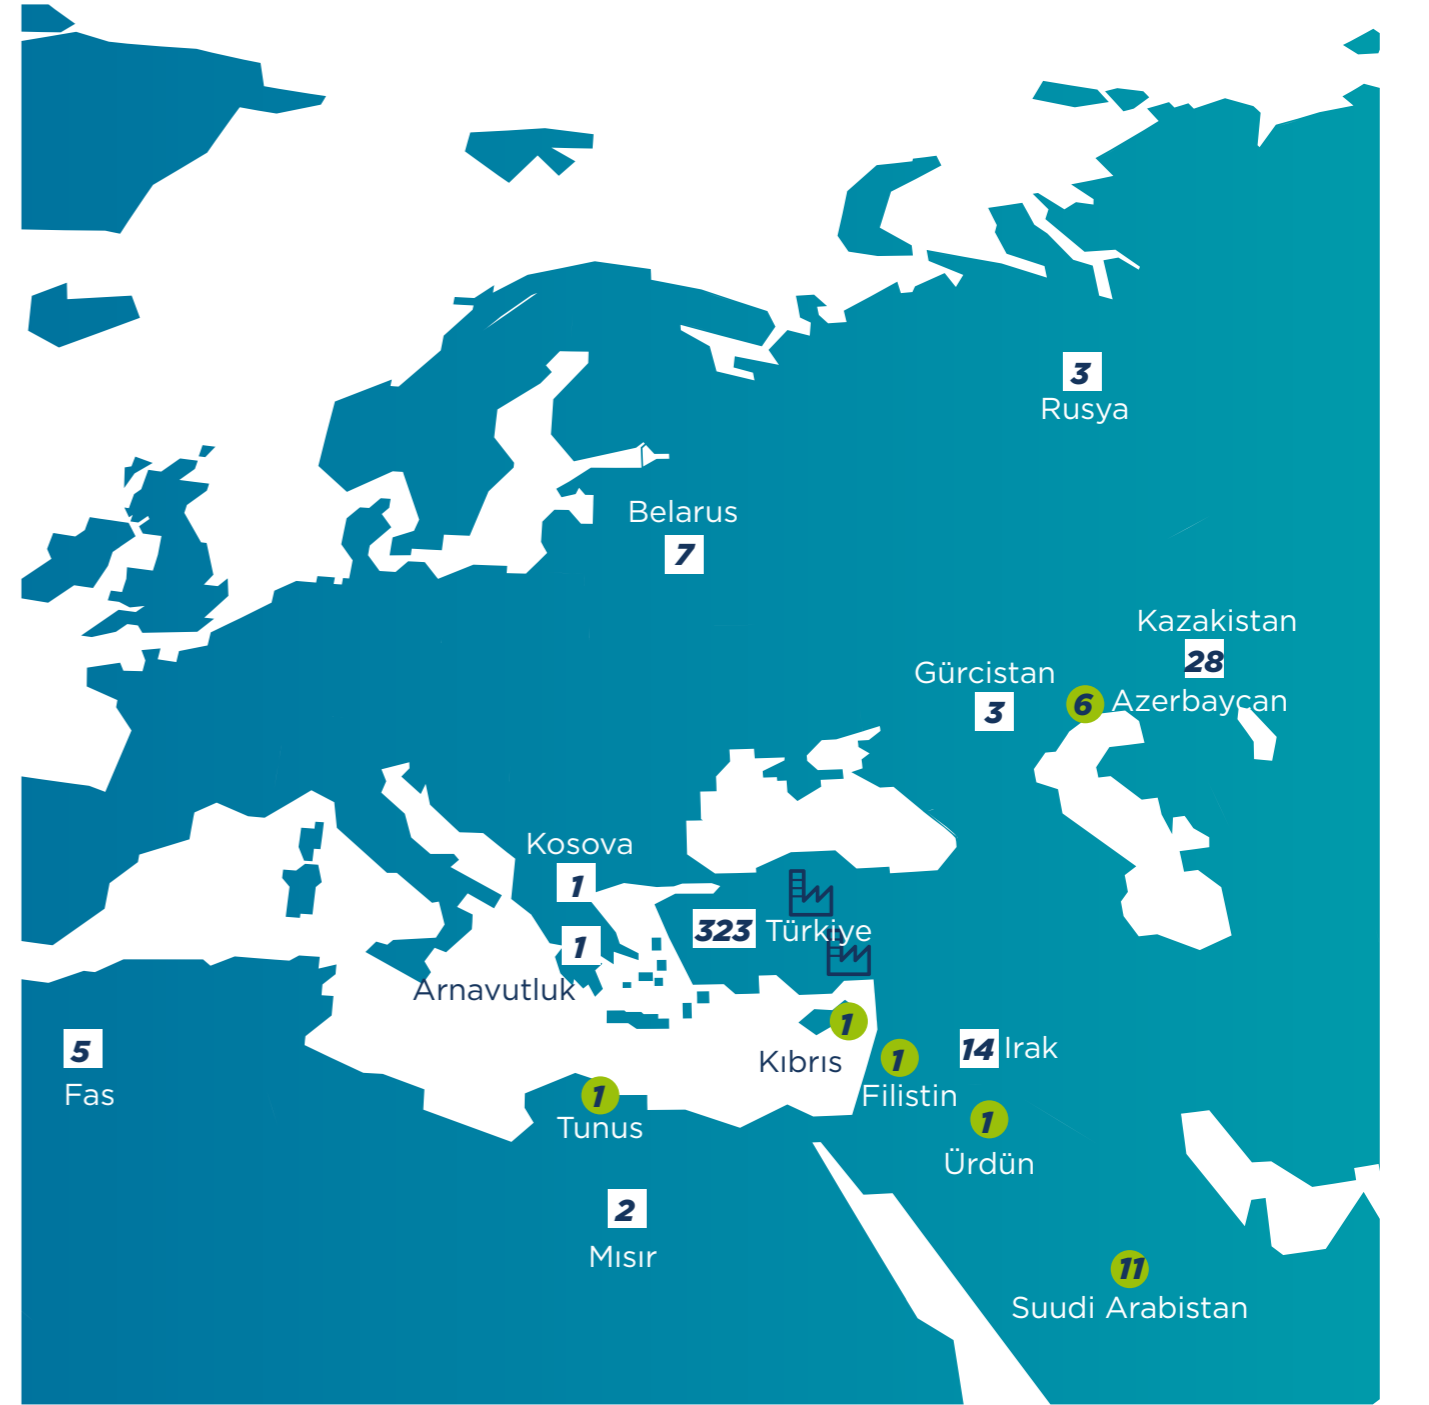 3
Rusya
Belarus
7
Kazakistan
28
Gürcistan
3
6 Azerbaycan
Kosova
1
323 Türkiye
1
Arnavutluk
1
Kıbrıs
5
Fas
14 Irak
1
Filistin
1
Tunus
1
Ürdün
2
Mısır
11
Suudi Arabistan